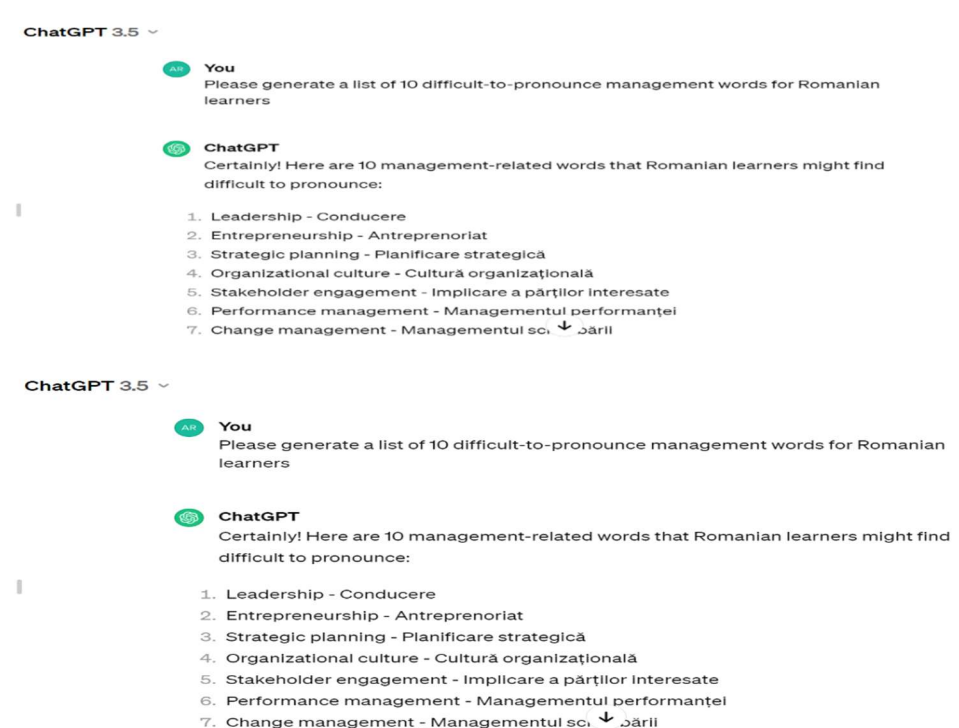 ChatGPT 3.5
AR
You
Please generate a list of 10 difficult-to-pronounce management words for Romanian
learners
ChatGPT
Certainly! Here are 10 management-related words that Romanian learners might find
difficult to pronounce:
1. Leadership - Conducere
2. Entrepreneurship - Antreprenoriat
3. Strategic planning - Planificare strategică
4. Organizational culture - Cultură organizațională
5. Stakeholder engagement - Implicare a părților interesate
6. Performance management - Managementul performanței
7. Change management - Managementul
ChatGPT 3.5
AR
You
Please generate a list of 10 difficult-to-pronounce management words for Romanian
learners
ChatGPT
Certainly! Here are 10 management-related words that Romanian learners might find
difficult to pronounce:
1. Leadership - Conducere
2. Entrepreneurship - Antreprenoriat
3. Strategic planning - Planificare strategică
4. Organizational culture - Cultură organizațională
5. Stakeholder engagement - Implicare a părților interesate
6. Performance management - Managementul performanței
7. Change management - Managementul